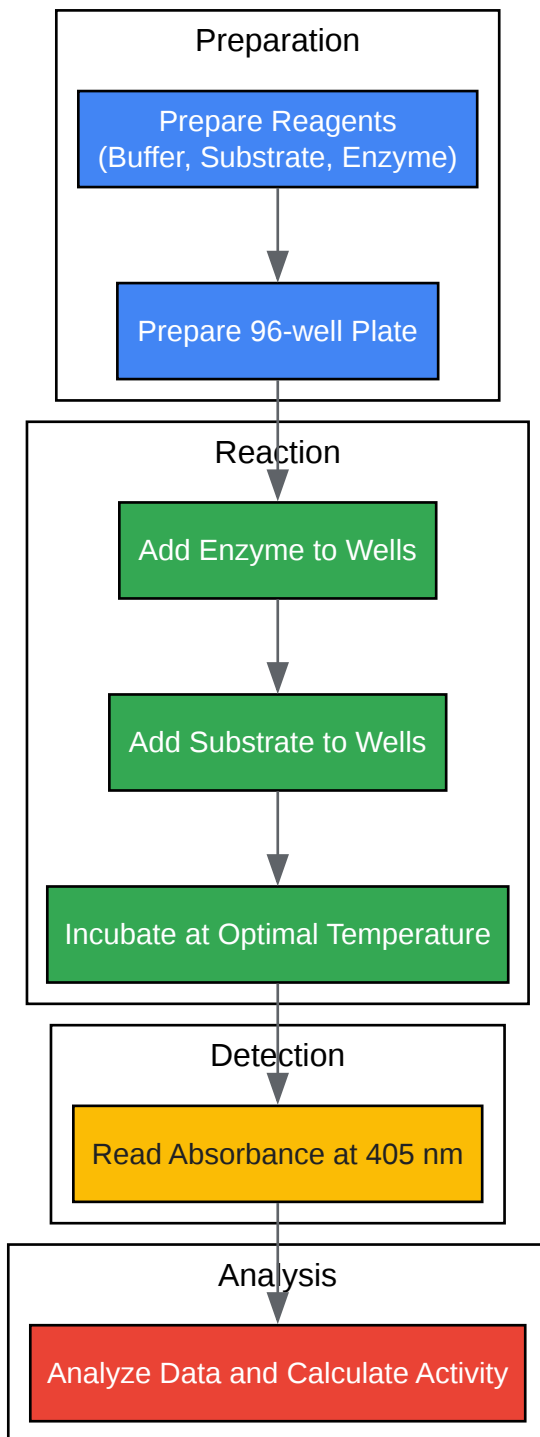 Preparation
Prepare Reagents
(Buffer, Substrate, Enzyme)
Prepare 96-well Plate
Reaction
Add Enzyme to Wells
Add Substrate to Wells
Incubate at Optimal Temperature
Detection
Read Absorbance at 405 nm
Analysis
Analyze Data and Calculate Activity